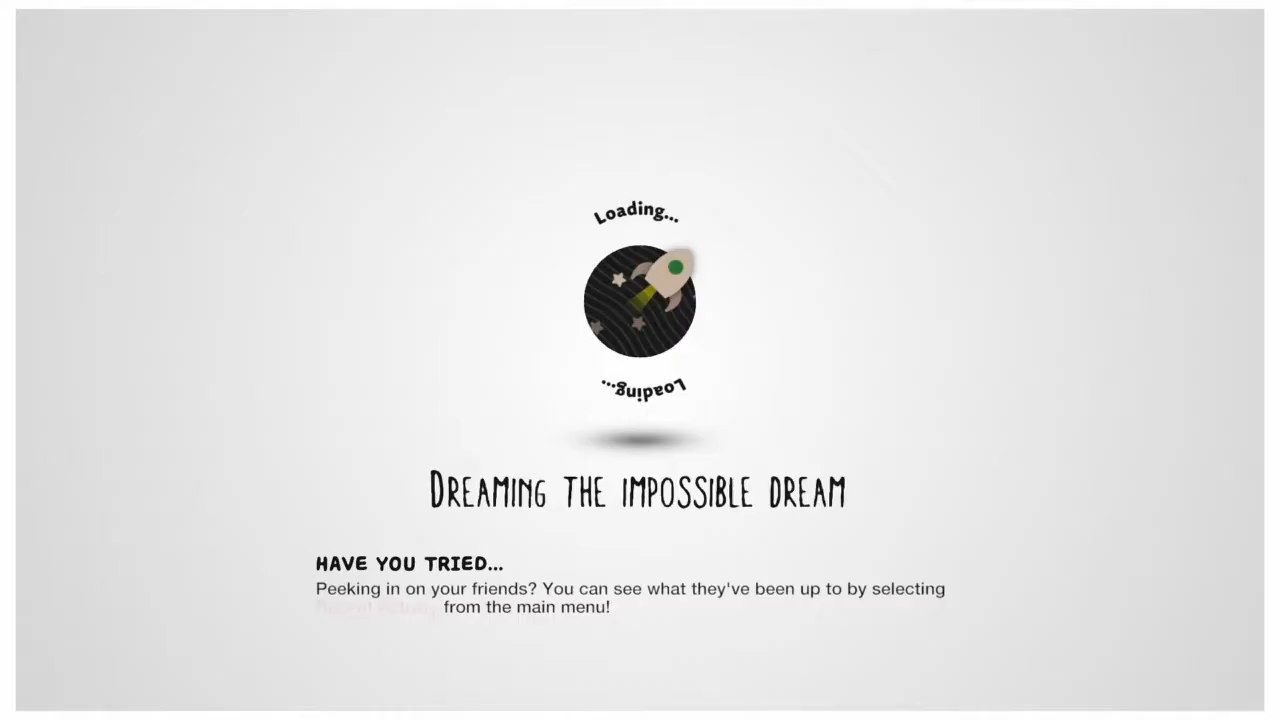 Loading...
Loading...
Dreaming the impossible dream
HAVE YOU TRIED...
Peeking in on your friends? You can see what they've been up to by selecting
from the main menu!